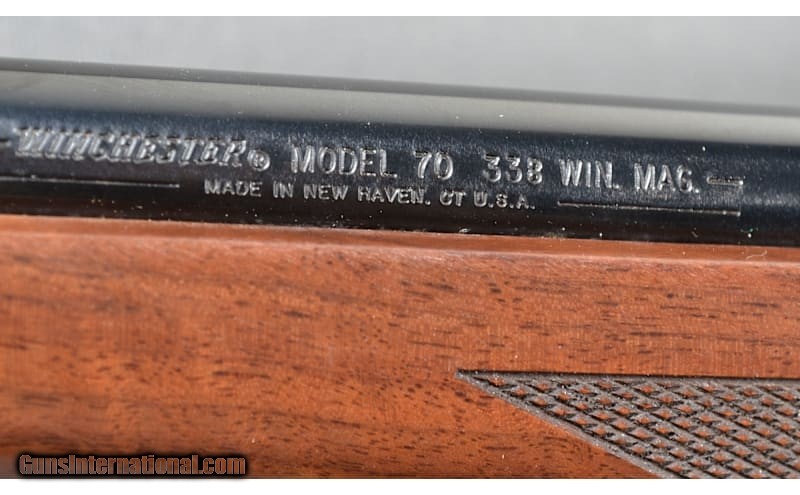 WINCHESTER® MODEL 70 338 WIN. MAG.
MADE IN NEW HAVEN. CT U.S.A.
GunsInternational.com